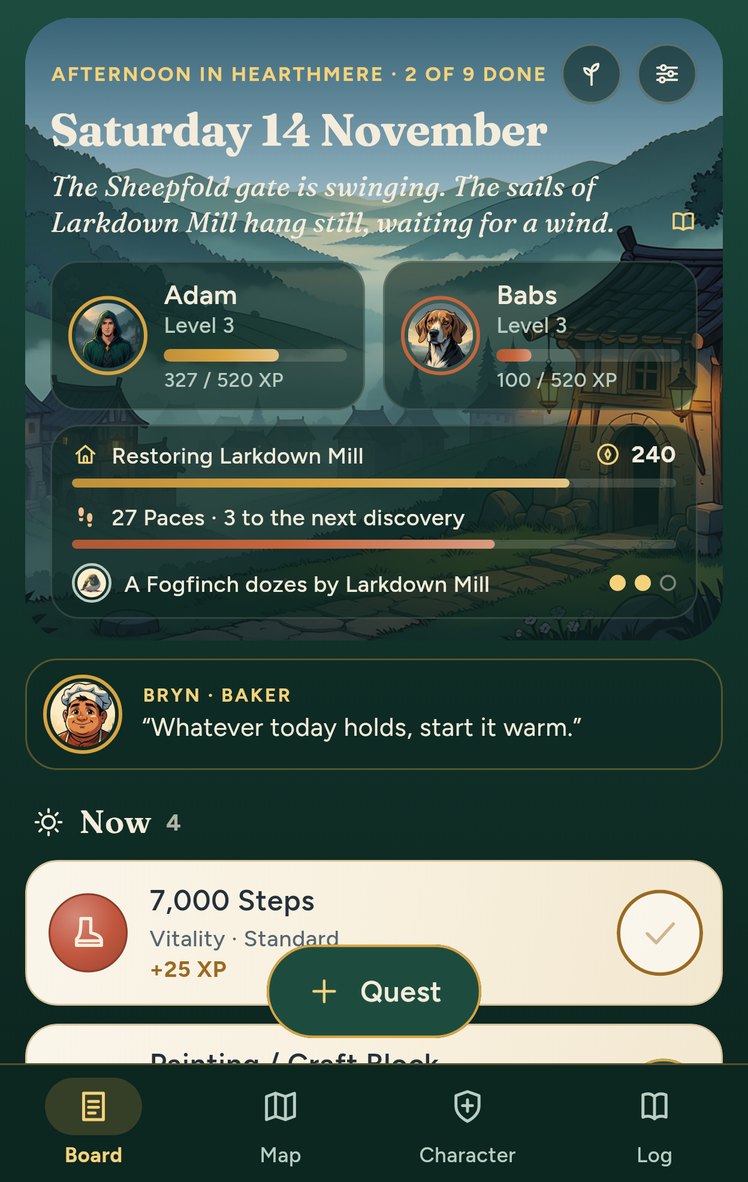 AFTERNOON IN HEARTHMERE · 2 OF 9 DONE
Saturday 14 November
The Sheepfold gate is swinging. The sails of
Larkdown Mill hang still, waiting for a wind.
Adam
Level 3
327 / 520 XP
Babs
Level 3
100 / 520 XP
Restoring Larkdown Mill
240
27 Paces · 3 to the next discovery
A Fogfinch dozes by Larkdown Mill
BRYN · BAKER
“Whatever today holds, start it warm.”
Now 4
7,000 Steps
Vitality · Standard
+25 XP
+ Quest
Painting / Craft Block
Board
Map
Character
Log